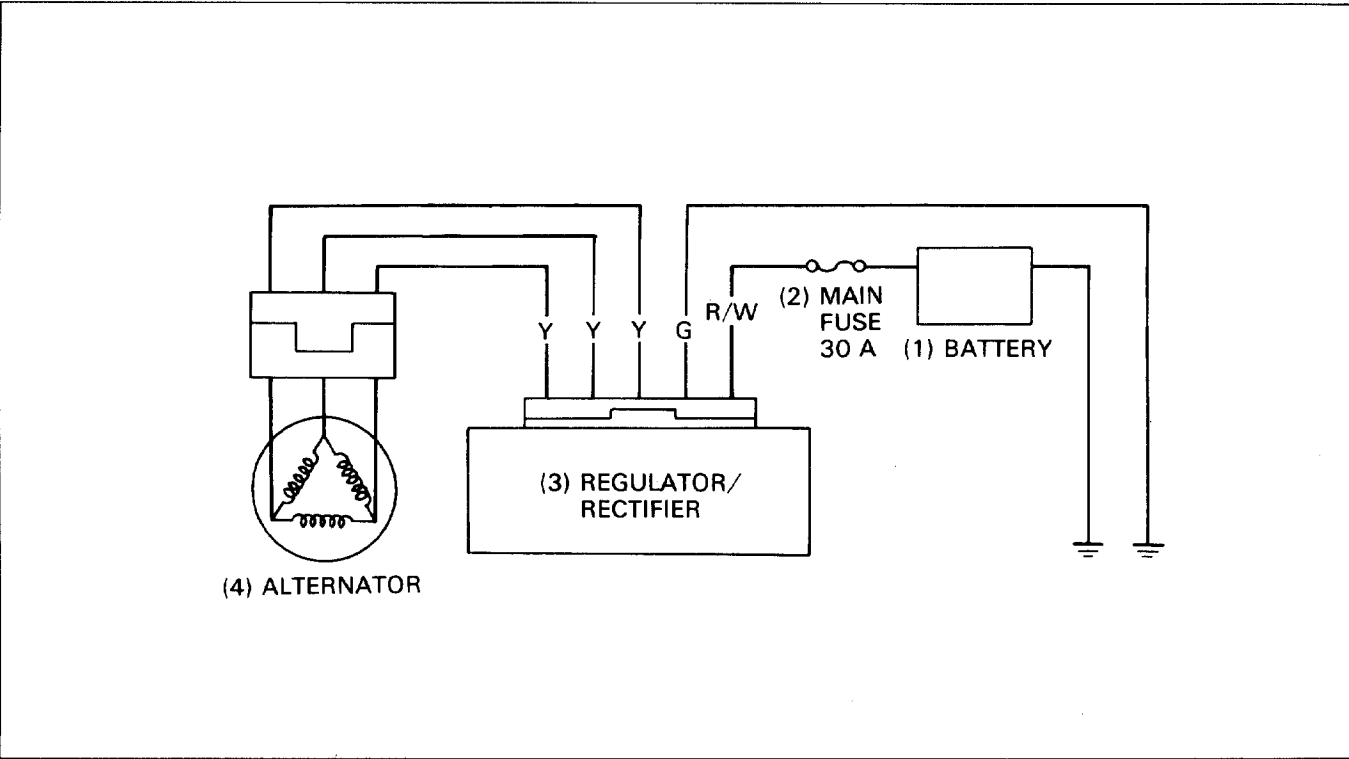 Y
Y
Y
G
R/W
(2) MAIN
FUSE
30 A
(1) BATTERY
(3) REGULATOR/
RECTIFIER
(4) ALTERNATOR